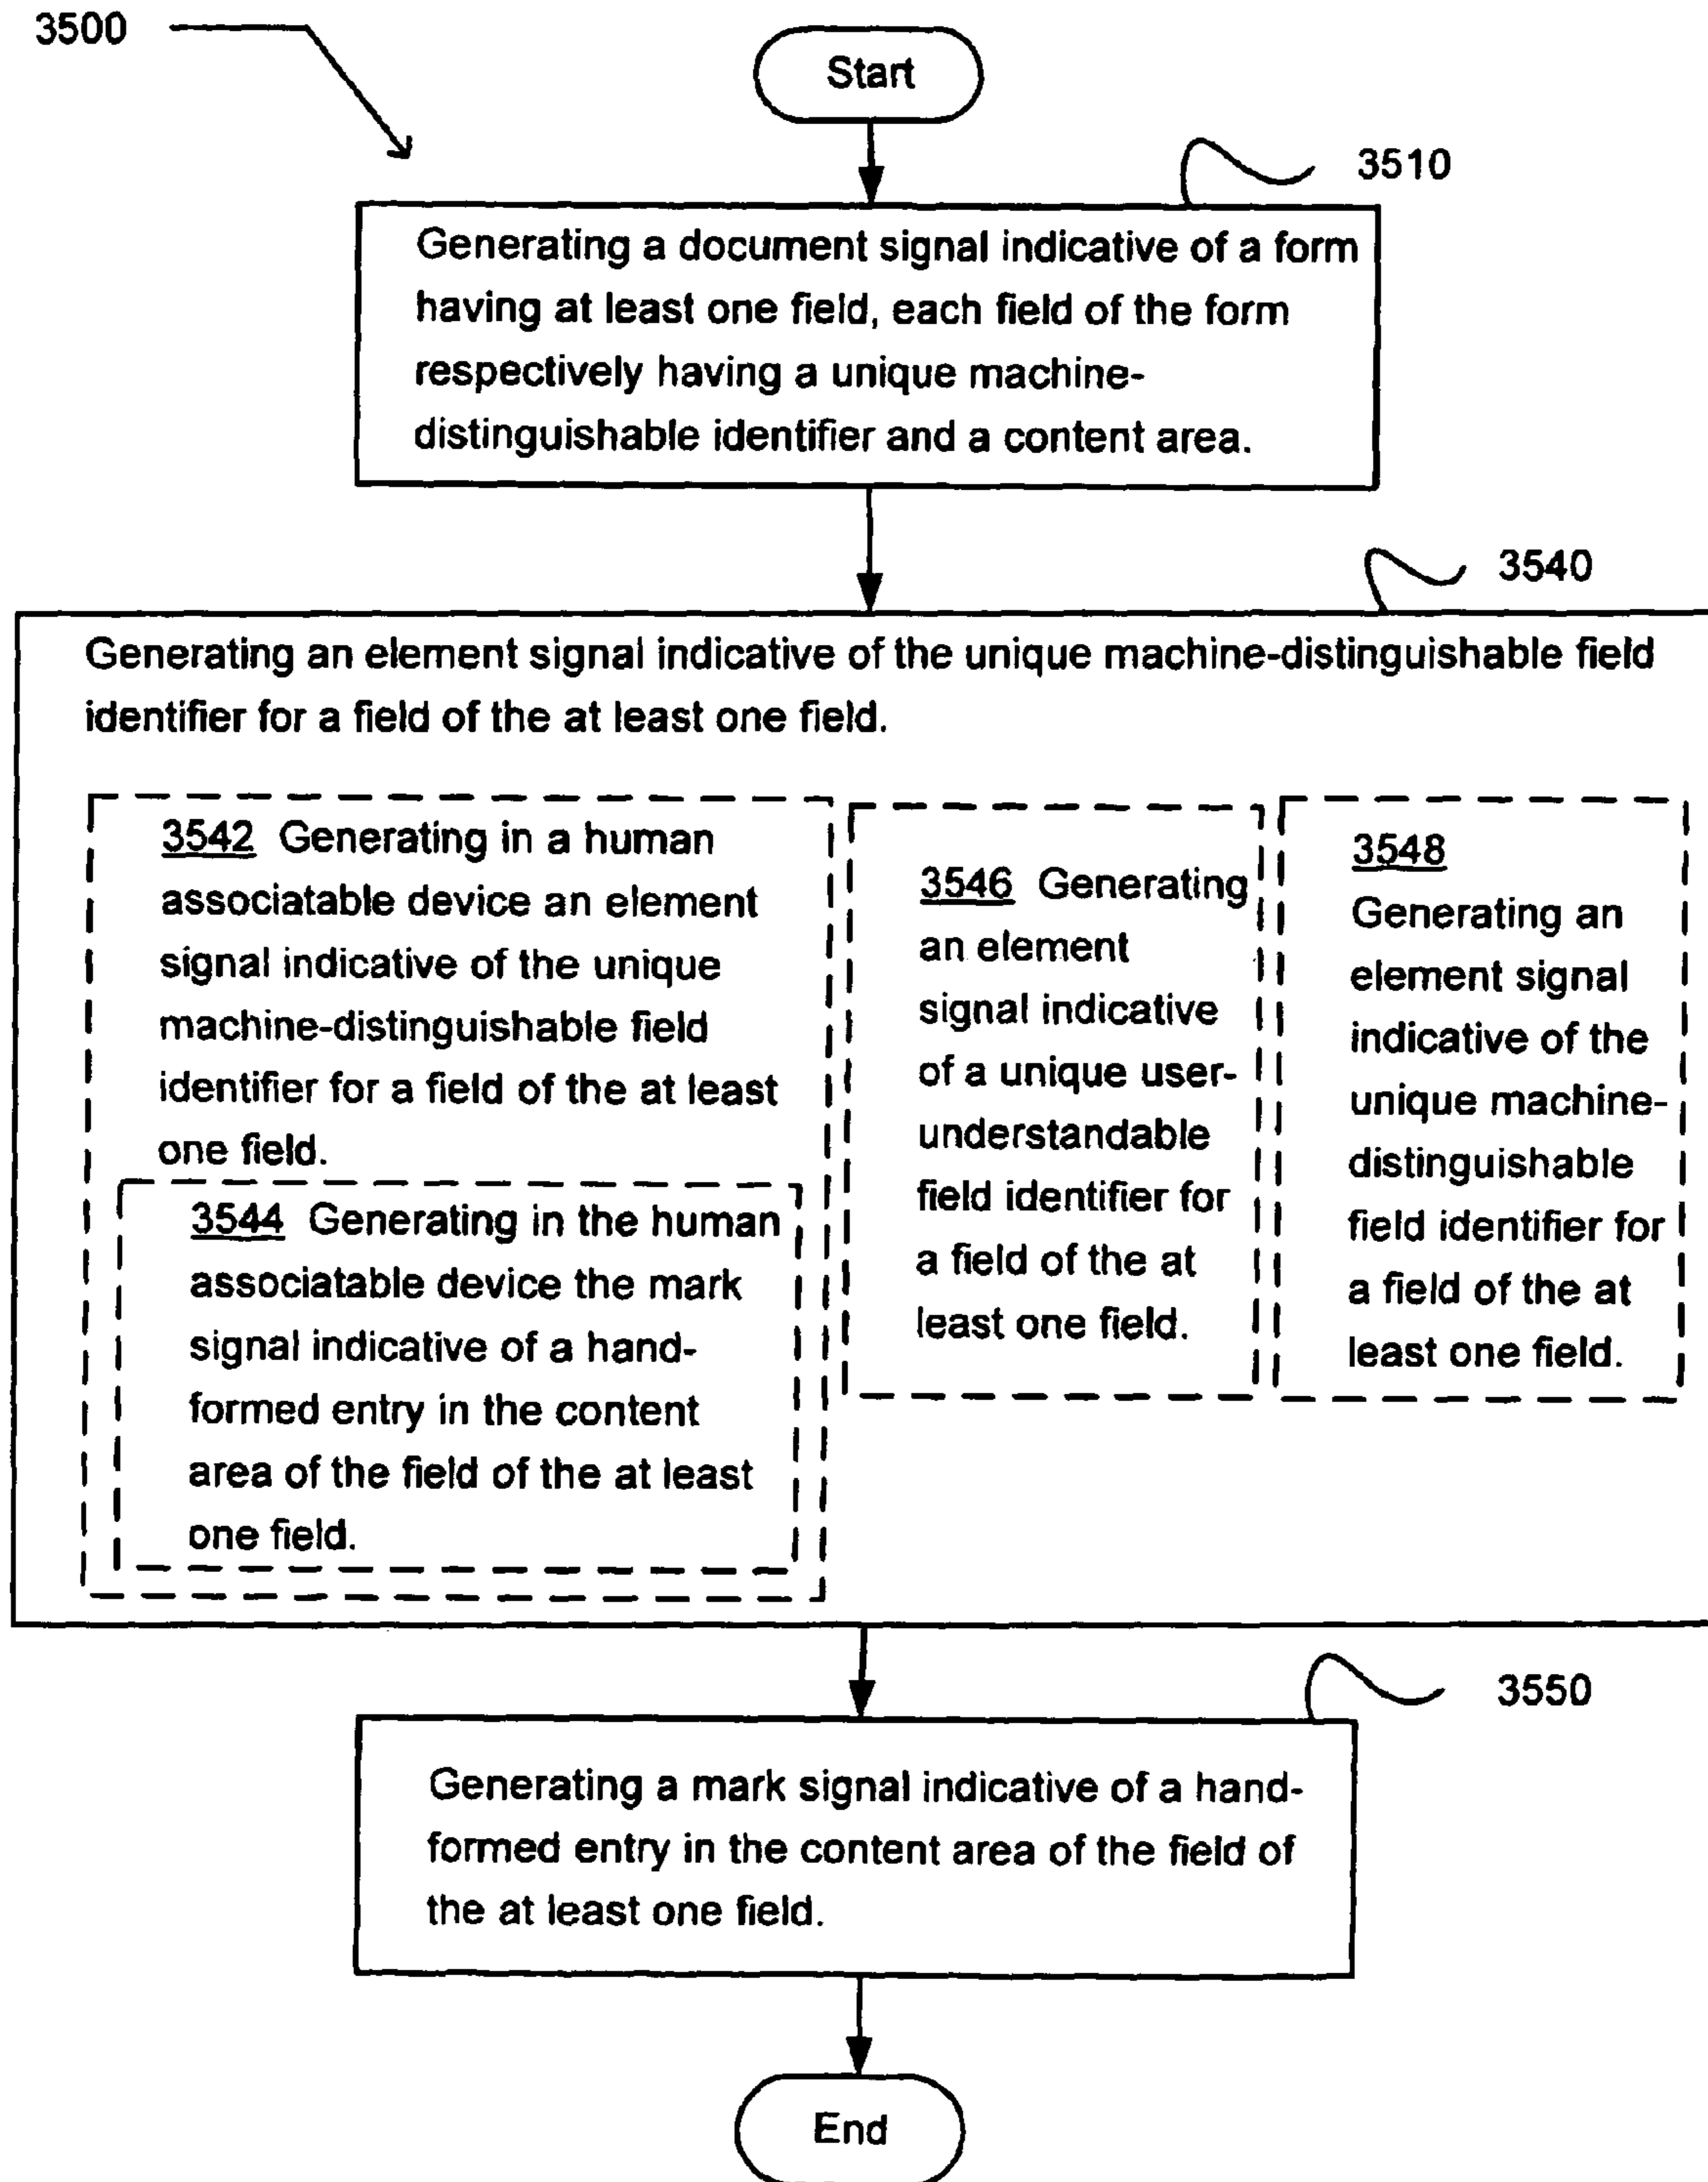 3500
Start
3510
Generating a document signal indicative of a form
having at least one field, each field of the form
respectively having a unique machine-
distinguishable identifier and a content area.
3540
Generating an element signal indicative of the unique machine-distinguishable field
identifier for a field of the at least one field.
3542 Generating in a human
associatable device an element
signal indicative of the unique
machine-distinguishable field
identifier for a field of the at least
one field.
3544 Generating in the human
associatable device the mark
signal indicative of a hand-
formed entry in the content
area of the field of the at least
one field.
3546 Generating
an element
signal indicative
of a unique user-
understandable
field identifier for
a field of the at
least one field.
3548
Generating an
element signal
indicative of the
unique machine-
distinguishable
field identifier for
a field of the at
least one field.
3550
Generating a mark signal indicative of a hand-
formed entry in the content area of the field of
the at least one field.
End